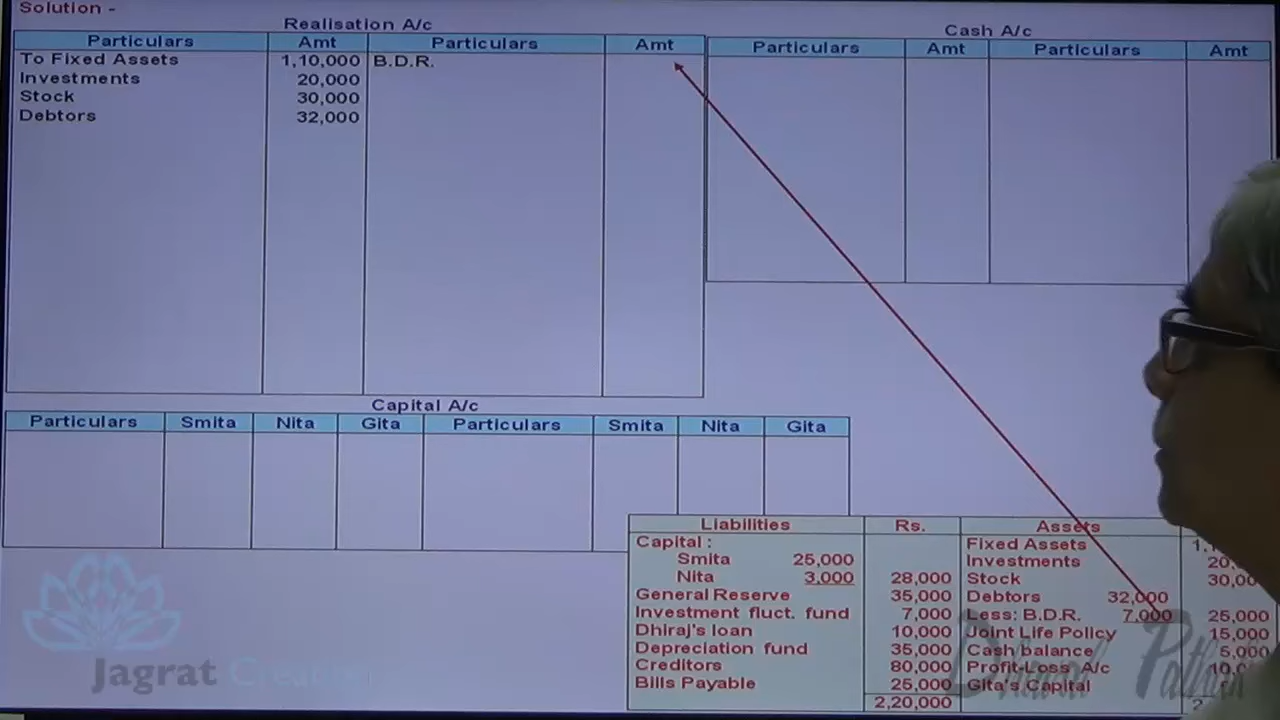 Solution -
Realisation A/c
Particulars Amt Particulars Amt
To Fixed Assets 1,10,000 B.D.R.
Investments 20,000
Stock 30,000
Debtors 32,000
Cash A/c
Particulars Amt Particulars Amt
Capital A/c
Particulars Smita Nita Gita Particulars Smita Nita Gita
Liabilities Rs. Assets
Capital : Fixed Assets
Smita 25,000 Investments
Nita 3,000 28,000 Stock 30,000
General Reserve 35,000 Debtors 32,000
Investment fluct. fund 7,000 Less: B.D.R. 7,000 25,000
Dhiraj's loan 10,000 Joint Life Policy 15,000
Depreciation fund 35,000 Cash balance 5,000
Creditors 80,000 Profit-Loss A/c
Bills Payable 25,000 Gita's Capital
2,20,000
Jagrat Creation